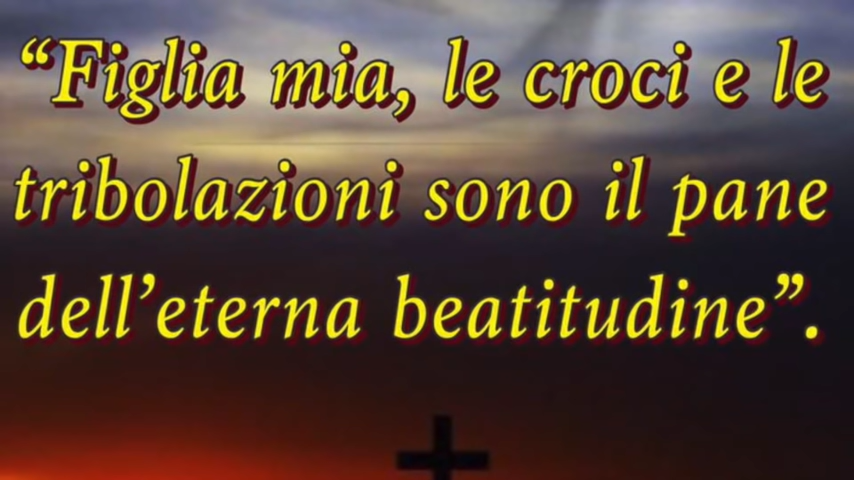 “Figlia mia, le croci e le
tribolazioni sono il pane
dell’eterna beatitudine”.